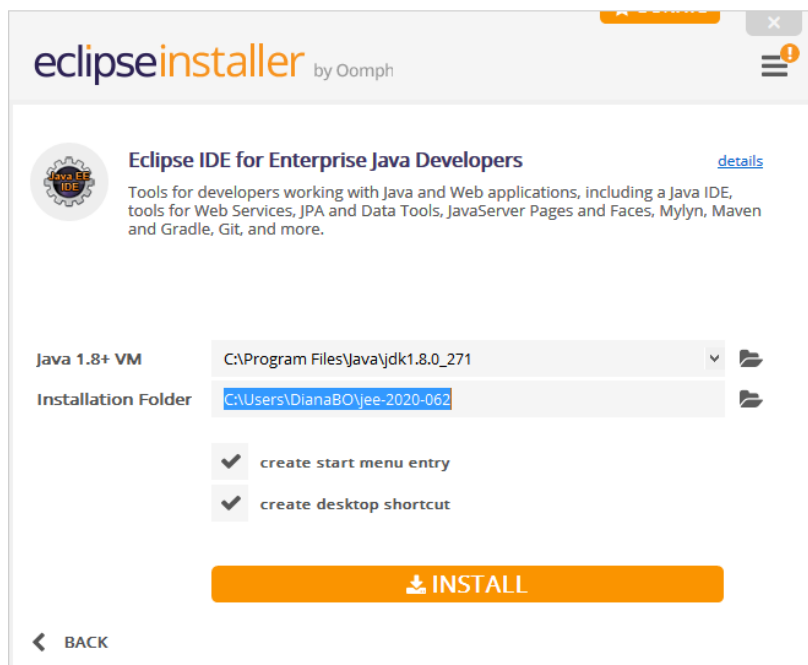 eclipseinstaller by Oomph
Java EE
IDE
Eclipse IDE for Enterprise Java Developers
details
Tools for developers working with Java and Web applications, including a Java IDE,
tools for Web Services, JPA and Data Tools, JavaServer Pages and Faces, Mylyn, Maven
and Gradle, Git, and more.
Java 1.8+ VM
C:\Program Files\Java\jdk1.8.0_271
Installation Folder
C:\Users\DianaBO\jee-2020-062
create start menu entry
create desktop shortcut
INSTALL
BACK